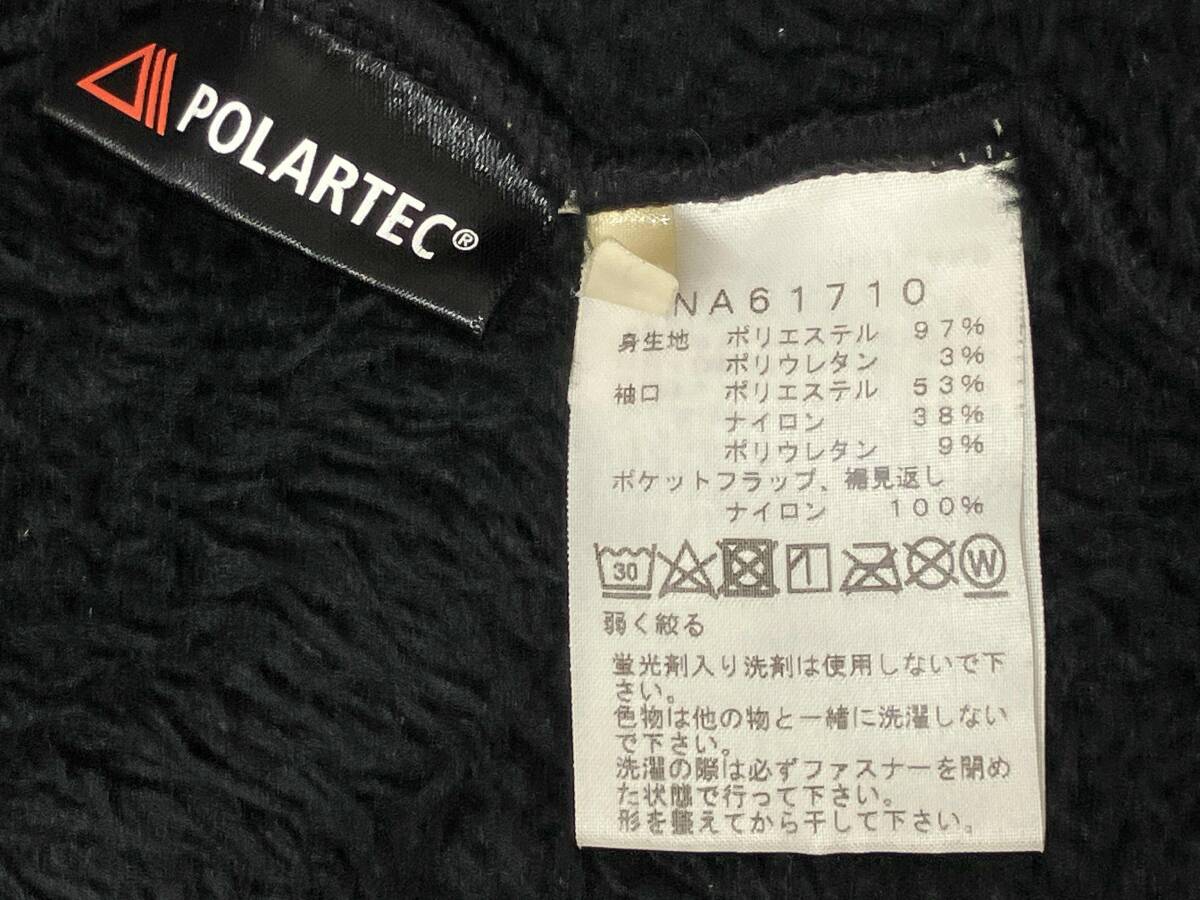 POLARTEC®
NA61710
身生地 ポリエステル 97%
ポリウレタン 3%
袖口 ポリエステル 53%
ナイロン 38%
ポリウレタン 9%
ポケットフラップ、裾見返し
ナイロン 100%
30 W
弱く絞る
蛍光剤入り洗剤は使用しないで下
さい。
色物は他の物と一緒に洗濯しない
で下さい。
洗濯の際は必ずファスナーを閉め
た状態で行って下さい。
形を整えてから干して下さい。